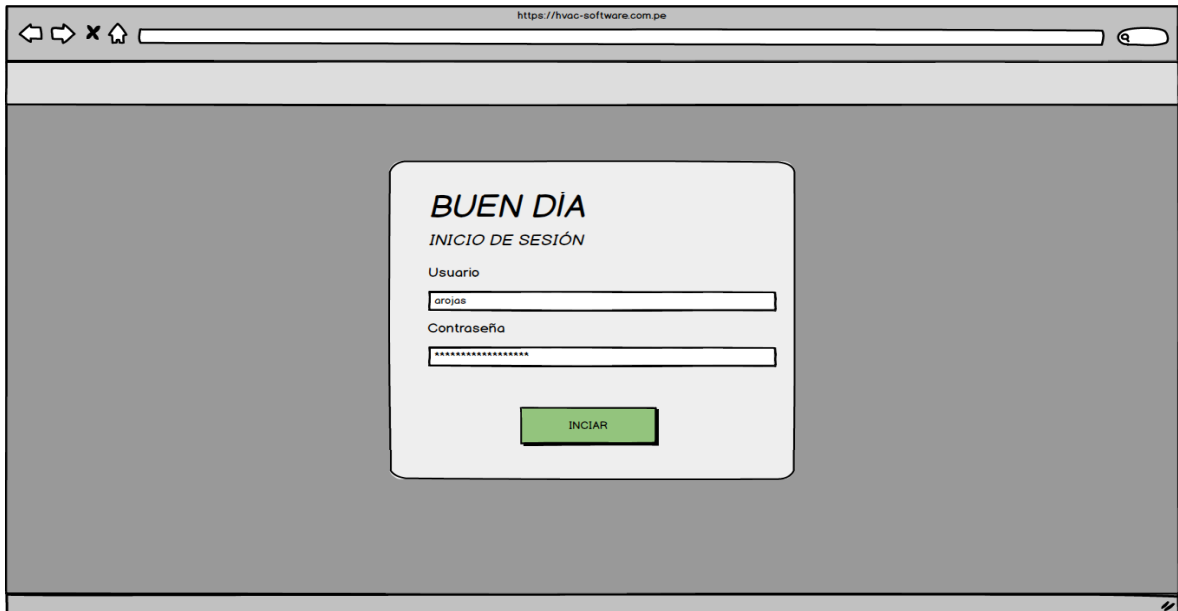 https://hvac-software.com.pe
BUEN DÍA
INICIO DE SESIÓN
Usuario
arojas
Contraseña
******************
INCIAR